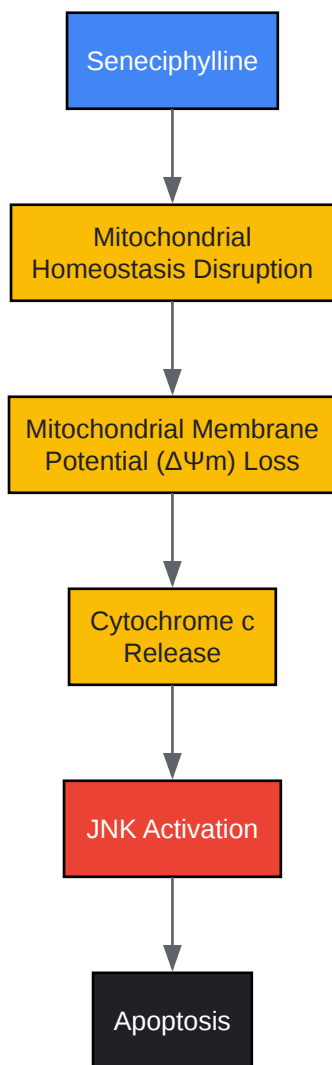 Seneciphylline
Mitochondrial
Homeostasis Disruption
Mitochondrial Membrane
Potential (ΔΨm) Loss
Cytochrome c
Release
JNK Activation
Apoptosis